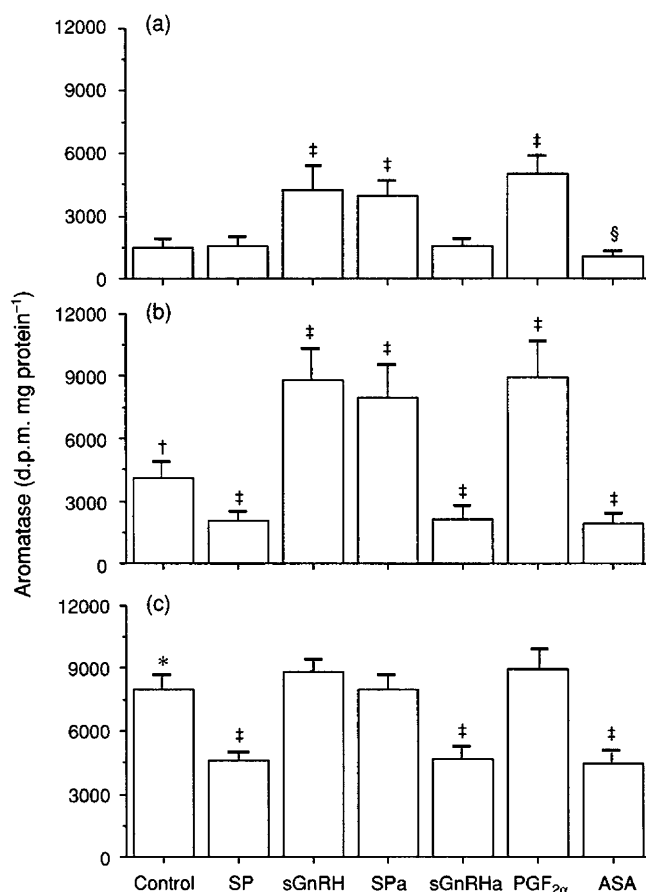 (a)
12000
9000
6000
3000
0
‡ ‡ ‡ §
(b)
12000
9000
6000
3000
0
† ‡ ‡ ‡ ‡ ‡ ‡
(c)
12000
9000
6000
3000
0
* ‡ ‡ ‡
Aromatase (d.p.m. mg protein⁻¹)
Control SP sGnRH SPa sGnRHa PGF₂α ASA